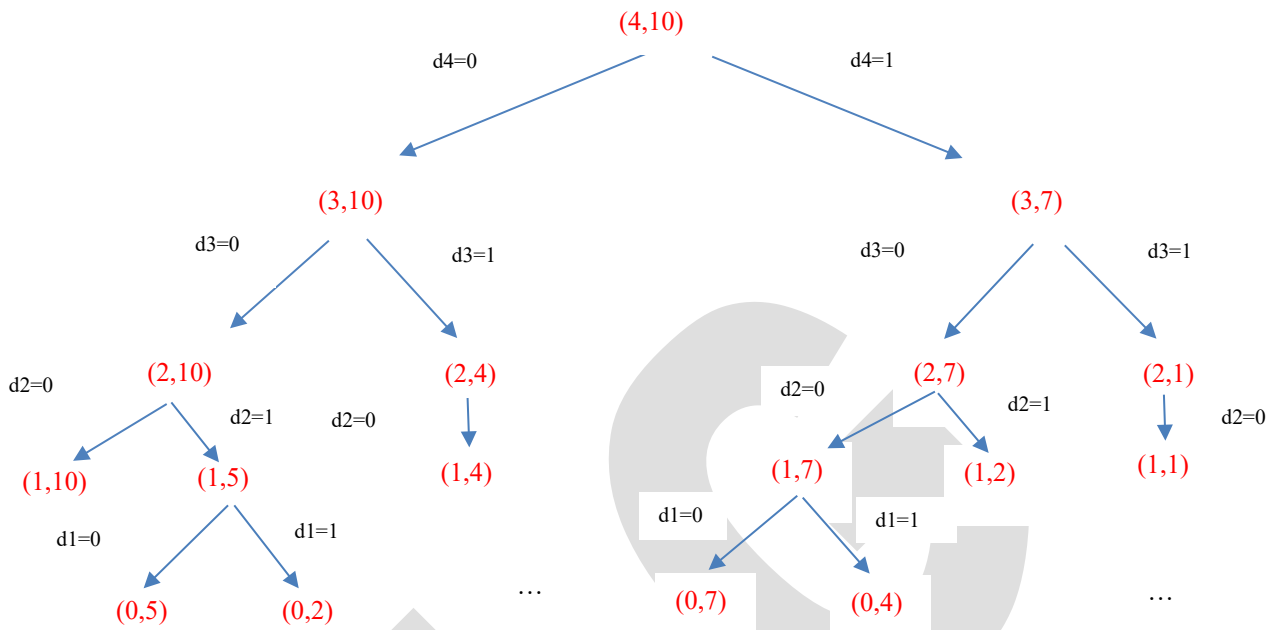 (4,10)
d4=0
d4=1
(3,10)
(3,7)
d3=0
d3=1
d3=0
d3=1
(2,10)
(2,4)
(2,7)
(2,1)
d2=0
d2=1
d2=0
d2=0
d2=1
d2=0
(1,10)
(1,5)
(1,4)
(1,7)
(1,2)
(1,1)
d1=0
d1=1
d1=0
d1=1
(0,5)
(0,2)
…
(0,7)
(0,4)
…